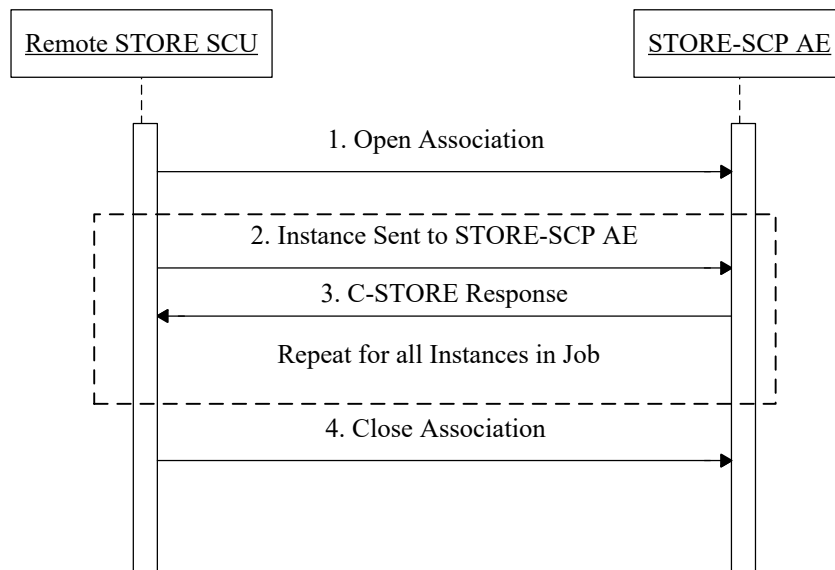 Remote STORE SCU
STORE-SCP AE
1. Open Association
2. Instance Sent to STORE-SCP AE
3. C-STORE Response
Repeat for all Instances in Job
4. Close Association